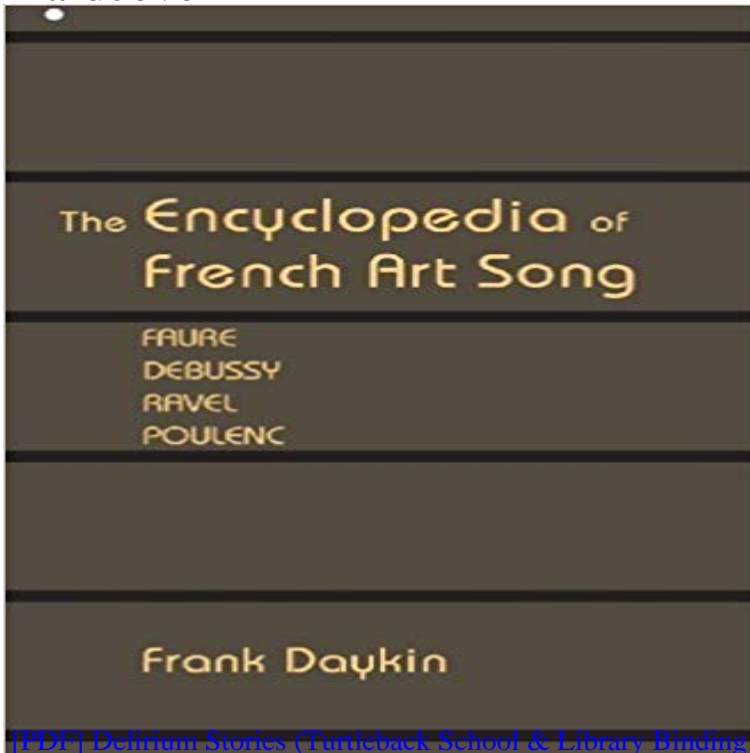 The Encyclopedia of
French Art Song
FAURE
DEBUSSY
RAVEL
POULENC
Frank Daykin
[PDF] Delirium Stories (Turtleback School & Library Binding